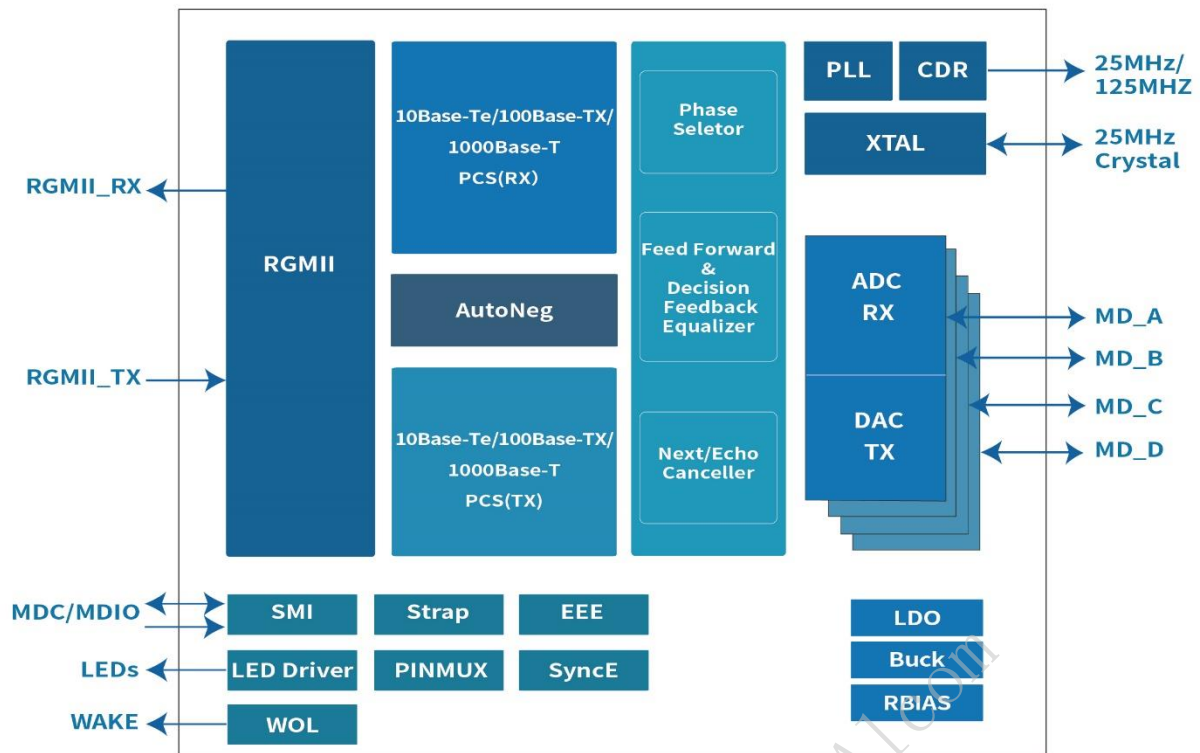 RGMII_RX
RGMII_TX
RGMII
10Base-Te/100Base-TX/
1000Base-T
PCS(RX)
AutoNeg
10Base-Te/100Base-TX/
1000Base-T
PCS(TX)
Phase
Seletor
Feed Forward
&
Decision
Feedback
Equalizer
Next/Echo
Canceller
PLL
CDR
25MHz/
125MHZ
XTAL
25MHz
Crystal
ADC
RX
DAC
TX
MD_A
MD_B
MD_C
MD_D
MDC/MDIO
SMI
Strap
EEE
LEDs
LED Driver
PINMUX
SyncE
WAKE
WOL
LDO
Buck
RBIAS